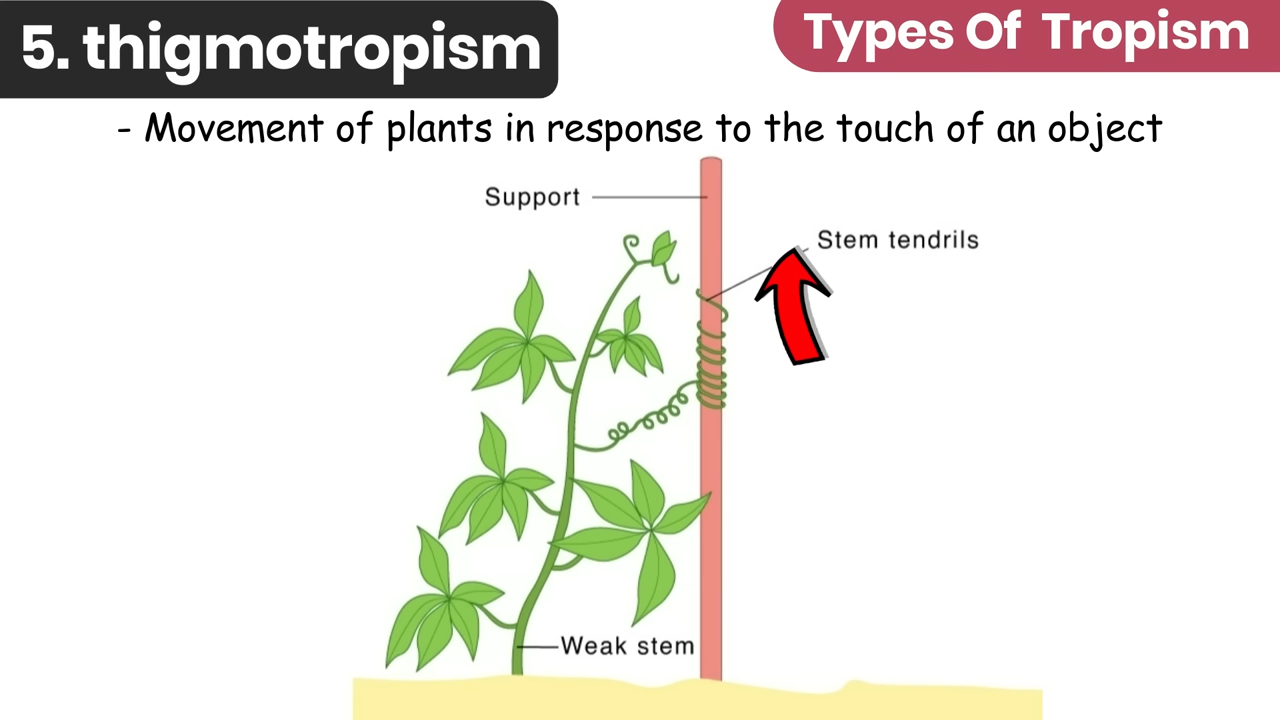 5. thigmotropism
Types Of Tropism
- Movement of plants in response to the touch of an object
Support
Stem tendrils
Weak stem